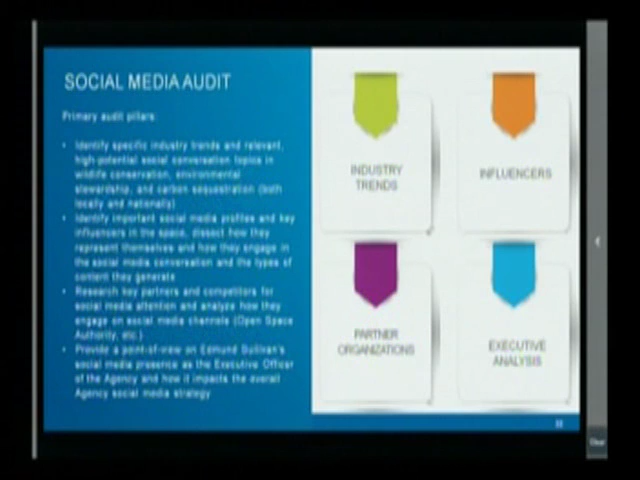 SOCIAL MEDIA AUDIT
Primary audit pillars:
• Identify specific industry trends and relevant,
high-potential social conversation topics in
wildlife conservation, environmental
stewardship, and carbon sequestration (both
locally and nationally)
• Identify important social media profiles and key
influencers in the space, dissect how they
represent themselves and how they engage in
the social media conversation and the types of
content they generate
• Research key partners and competitors for
social media attention and analyze how they
engage on social media channels (Open Space
Authority, etc.)
• Provide a point-of-view on Edmund Sullivan's
social media presence as the Executive Officer
of the Agency and how it impacts the overall
Agency social media strategy
INDUSTRY
TRENDS
INFLUENCERS
PARTNER
ORGANIZATIONS
EXECUTIVE
ANALYSIS